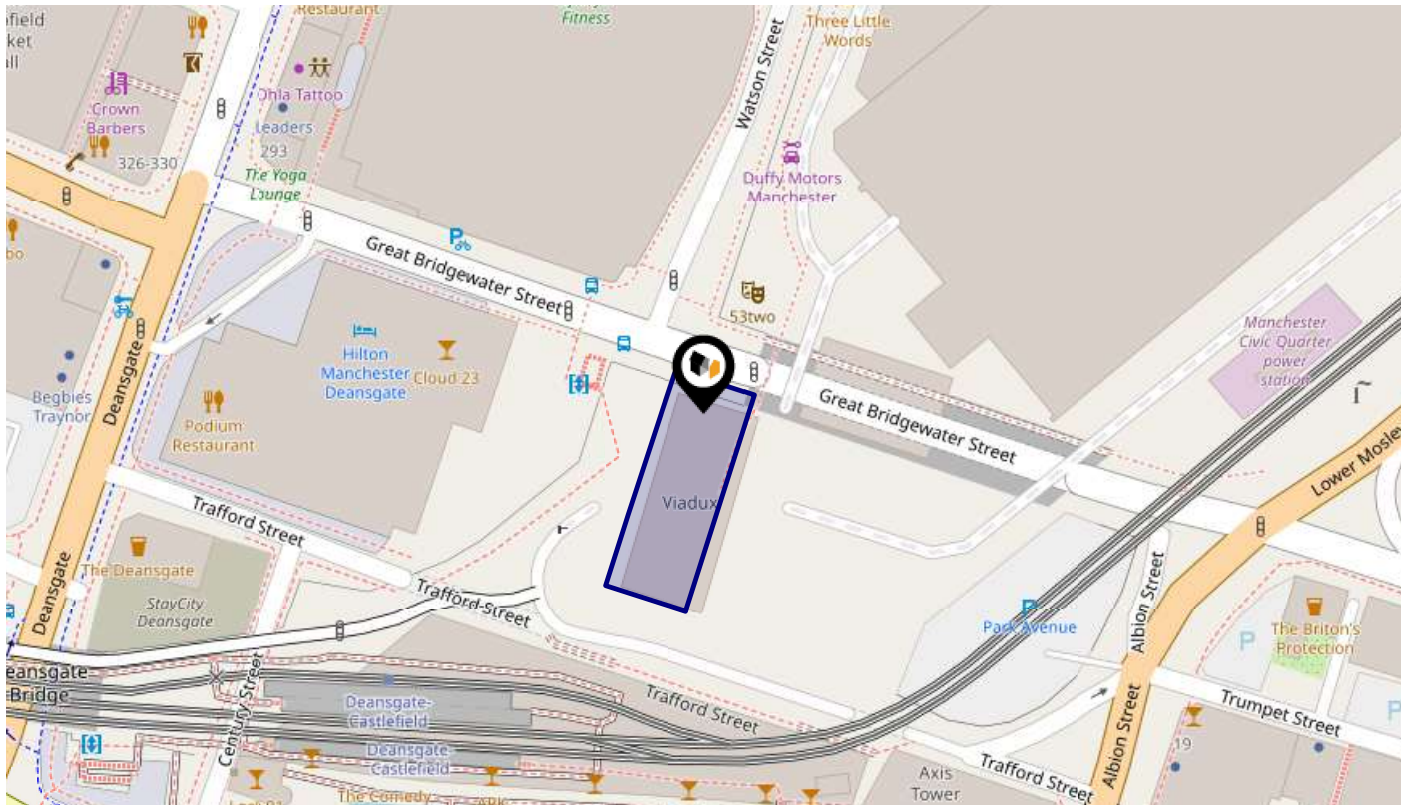 Restaurant
Fitness
Three Little
Words
Watson Street
Ohla Tattoo
Crown
Barbers
Leaders
293
326-330
The Yoga
Lounge
Duffy Motors
Manchester
Great Bridgewater Street
53two
Manchester
Civic Quarter
power
station
Hilton
Manchester
Deansgate
Cloud 23
Deansgate
Begbies
Traynor
Podium
Restaurant
Great Bridgewater Street
Lower Mosley
Viadux
Trafford Street
The Deansgate
StayCity
Deansgate
Deansgate
Trafford Street
P
Park Avenue
Albion Street
The Briton's
Protection
P
Bridge
Century Street
Deansgate-
Castlefield
Deansgate-
Castlefield
Trafford Street
Trumpet Street
P
19
Albion Street
Trafford Street
Axis
Tower
The Comedy